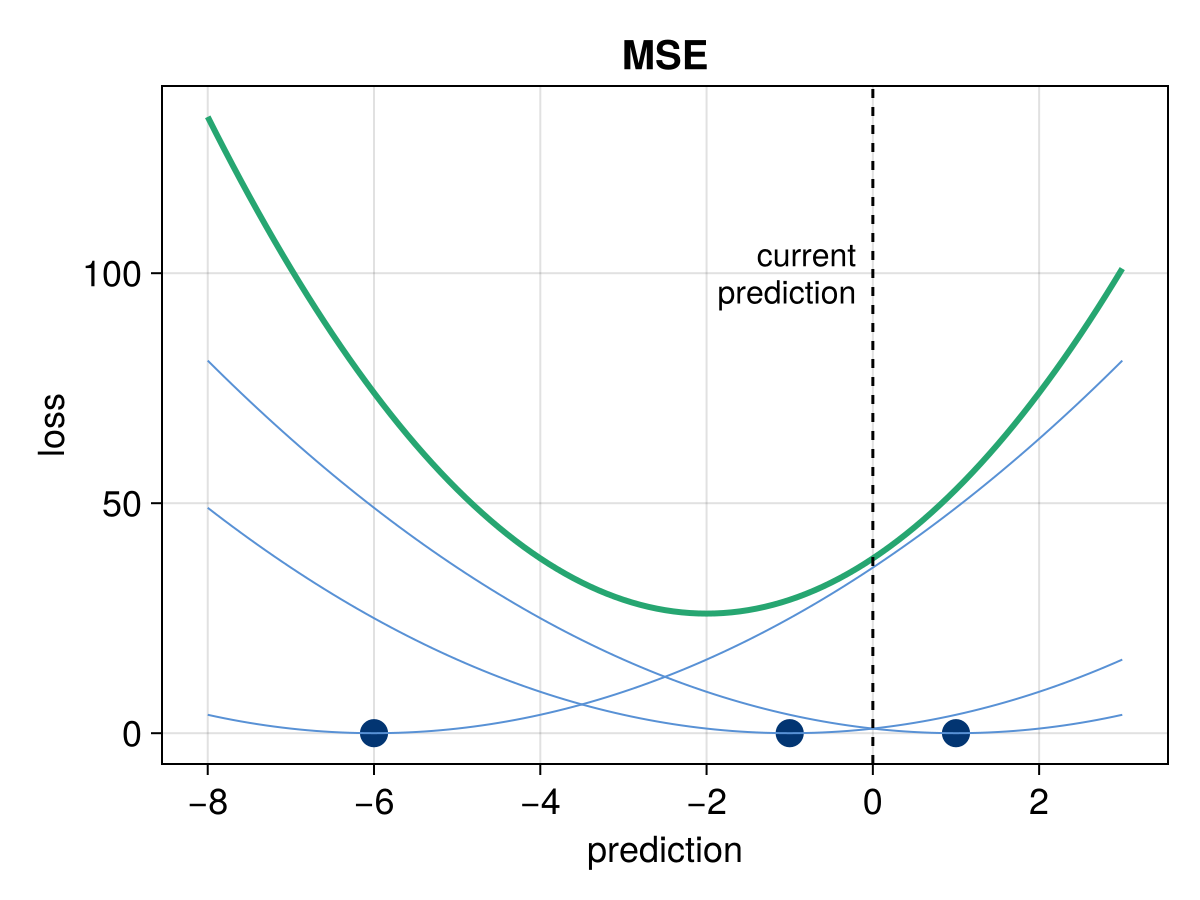 MSE
current
prediction
100
50
0
loss
−8 −6 −4 −2 0 2
prediction